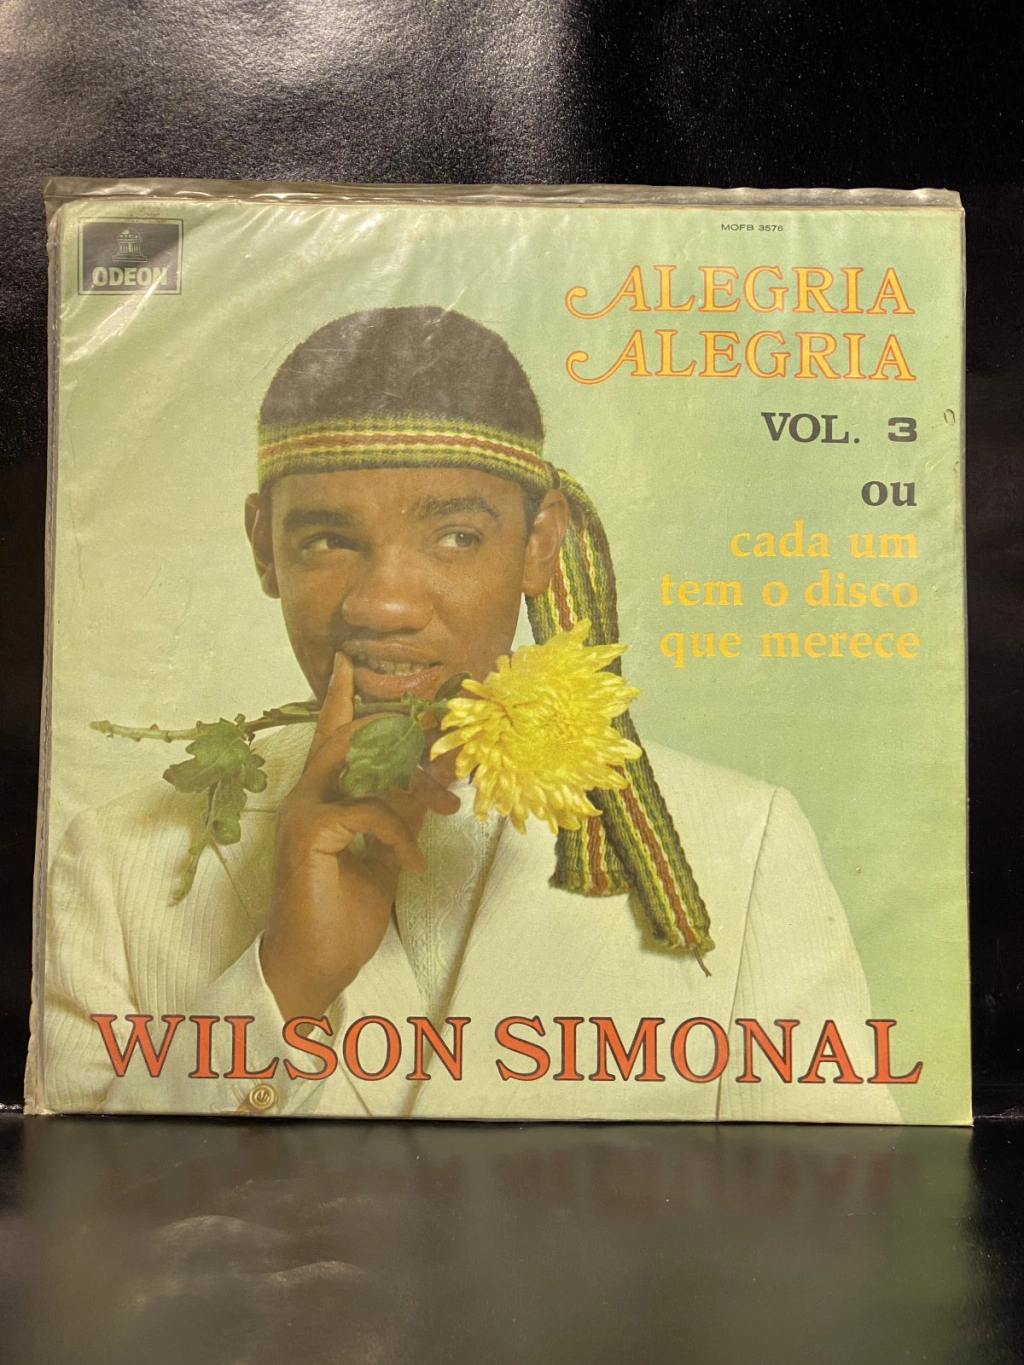 ODEON
MOFB 3576
ALEGRIA
ALEGRIA
VOL. 3
ou
cada um
tem o disco
que merece
WILSON SIMONAL